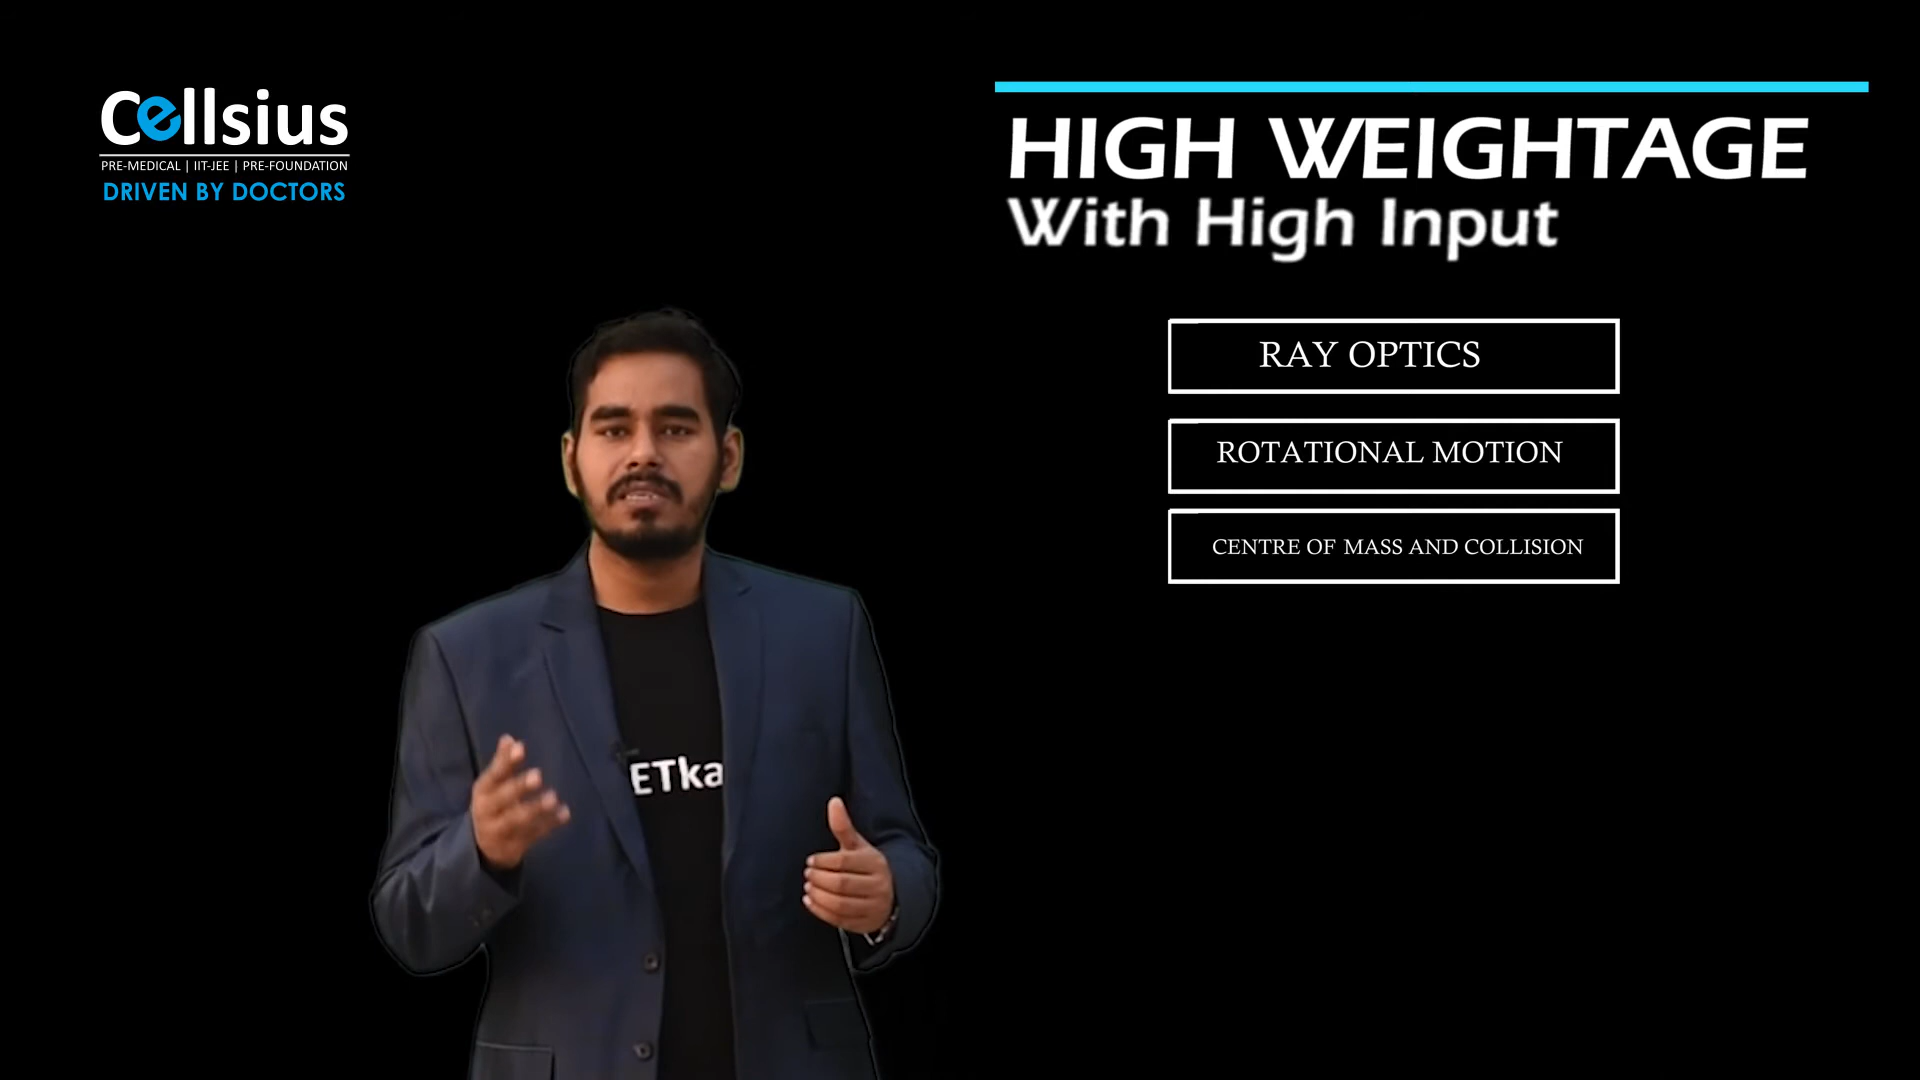 Cellsius
PRE-MEDICAL | IIT-JEE | PRE-FOUNDATION
DRIVEN BY DOCTORS
HIGH WEIGHTAGE
With High Input
RAY OPTICS
ROTATIONAL MOTION
CENTRE OF MASS AND COLLISION
ETka